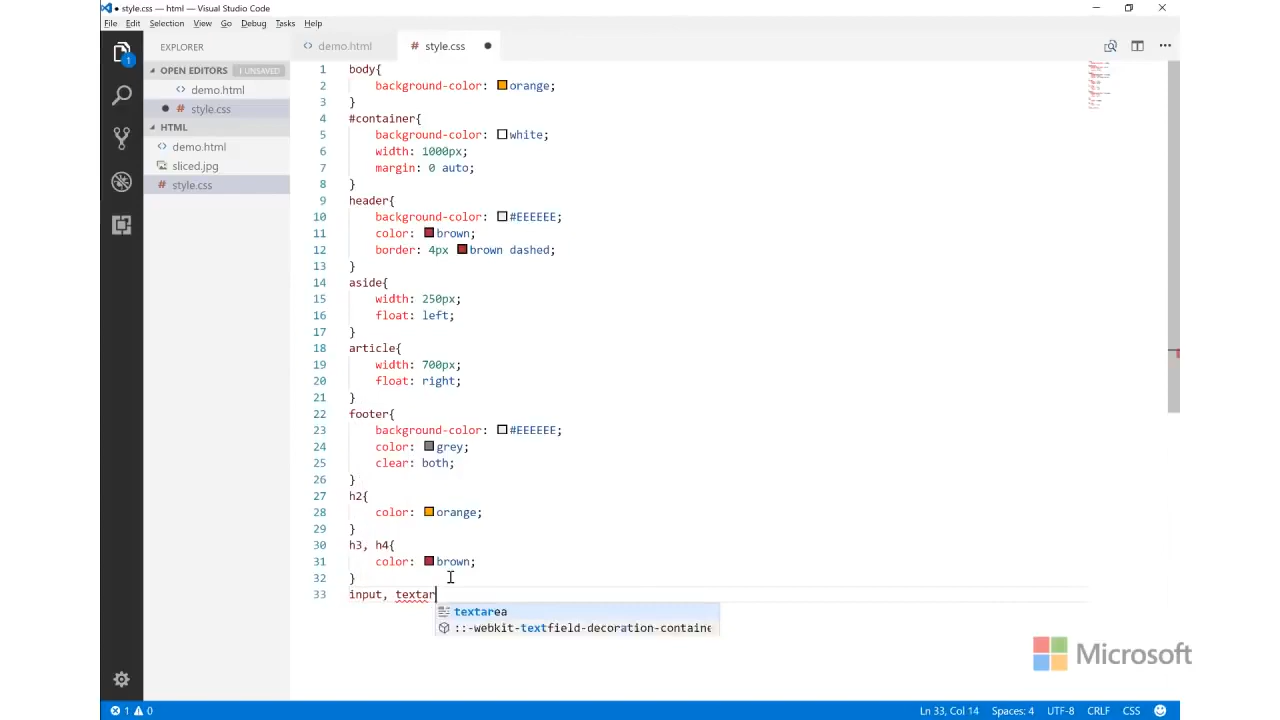 style.css — html — Visual Studio Code
File Edit Selection View Go Debug Tasks Help
EXPLORER
OPEN EDITORS 1 UNSAVED
demo.html
# style.css
HTML
demo.html
sliced.jpg
# style.css
demo.html
# style.css
1 body{
2 background-color: orange;
3 }
4 #container{
5 background-color: white;
6 width: 1000px;
7 margin: 0 auto;
8 }
9 header{
10 background-color: #EEEEEE;
11 color: brown;
12 border: 4px brown dashed;
13 }
14 aside{
15 width: 250px;
16 float: left;
17 }
18 article{
19 width: 700px;
20 float: right;
21 }
22 footer{
23 background-color: #EEEEEE;
24 color: grey;
25 clear: both;
26 }
27 h2{
28 color: orange;
29 }
30 h3, h4{
31 color: brown;
32 }
33 input, textar
textarea
::-webkit-textfield-decoration-containe
Microsoft
1 0 Ln 33, Col 14 Spaces: 4 UTF-8 CRLF CSS